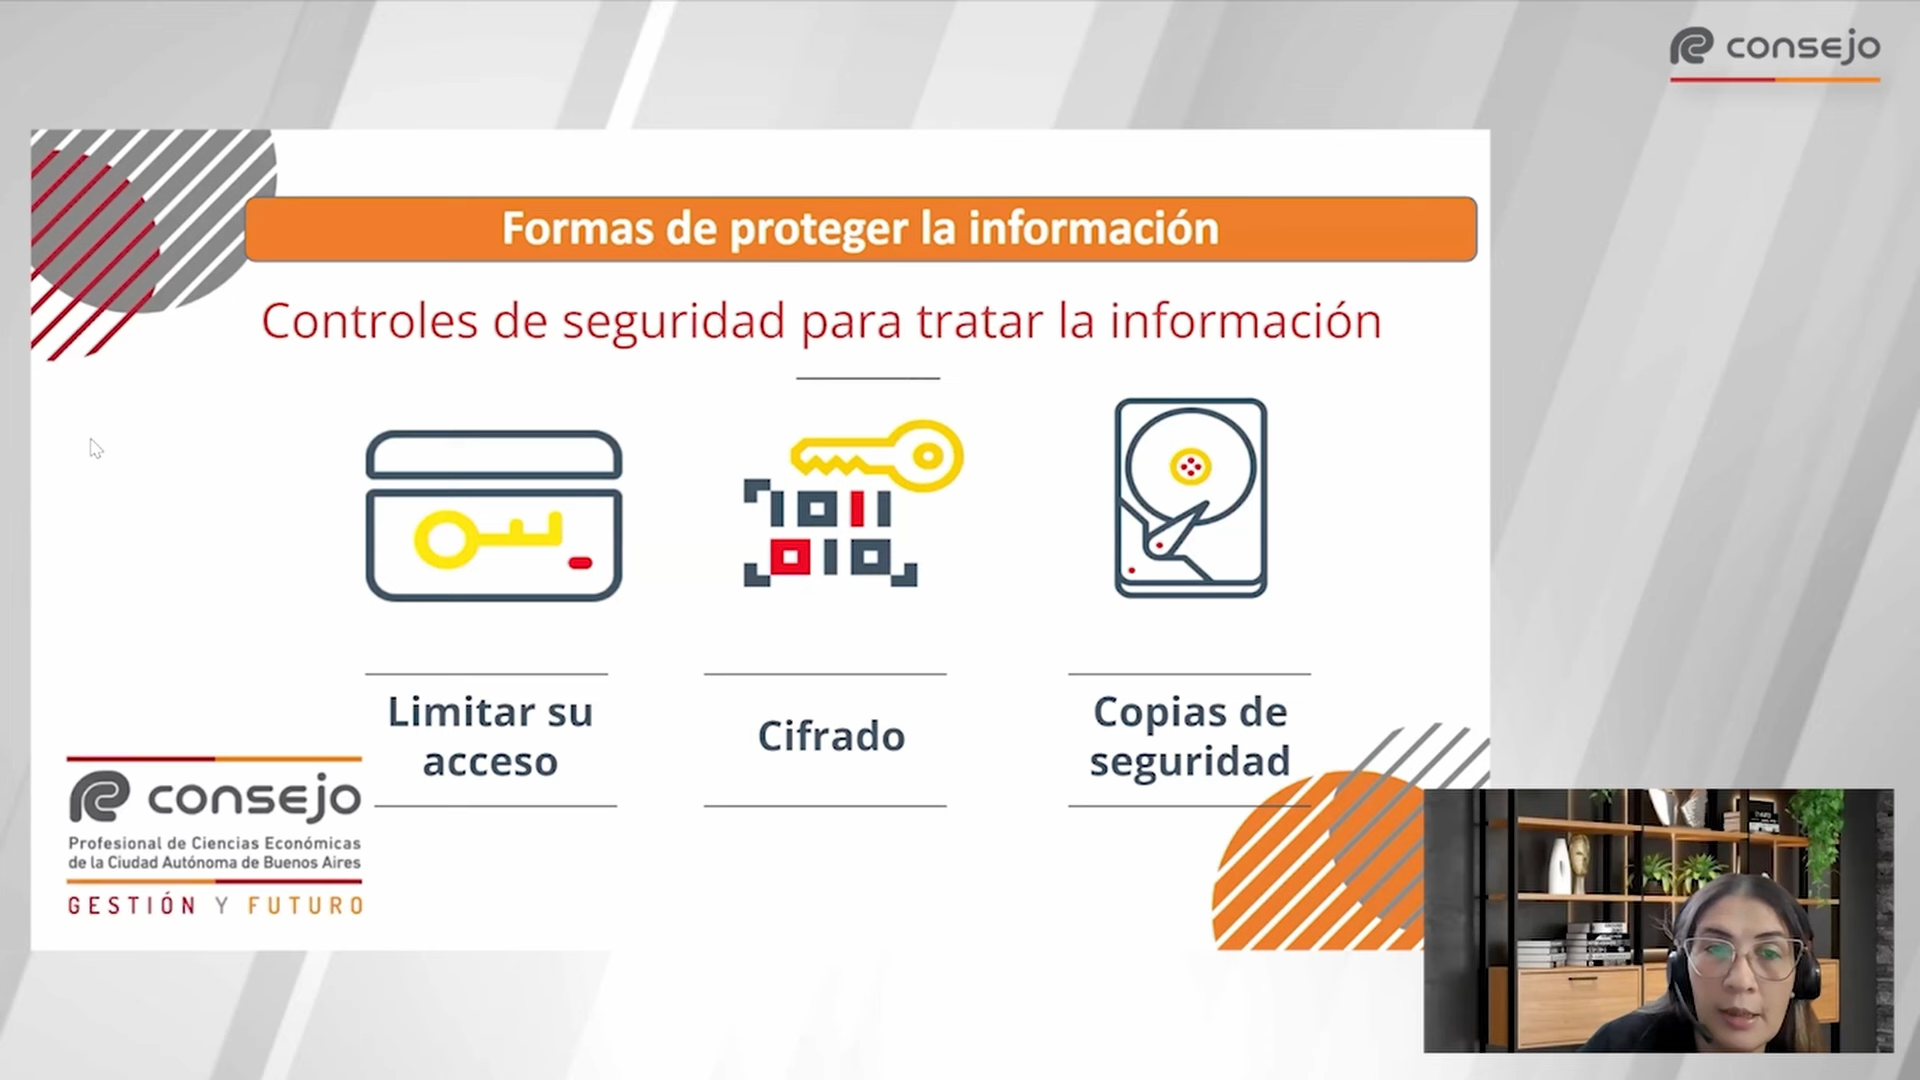 consejo
Formas de proteger la información
Controles de seguridad para tratar la información
Limitar su
acceso
Cifrado
Copias de
seguridad
consejo
Profesional de Ciencias Económicas
de la Ciudad Autónoma de Buenos Aires
GESTIÓN Y FUTURO